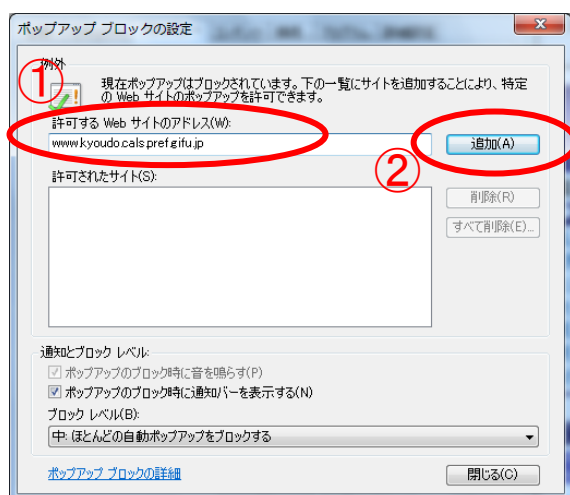 ポップアップ ブロックの設定
例外
①
現在ポップアップはブロックされています。下の一覧にサイトを追加することにより、特定
の Web サイトのポップアップを許可できます。
許可する Web サイトのアドレス(W):
www.kyoudo.cals.pref.gifu.jp
追加(A)
②
許可されたサイト(S):
削除(R)
すべて削除(E)...
通知とブロック レベル:
ポップアップのブロック時に音を鳴らす(P)
ポップアップのブロック時に通知バーを表示する(N)
ブロック レベル(B):
中: ほとんどの自動ポップアップをブロックする
ポップアップ ブロックの詳細
閉じる(C)